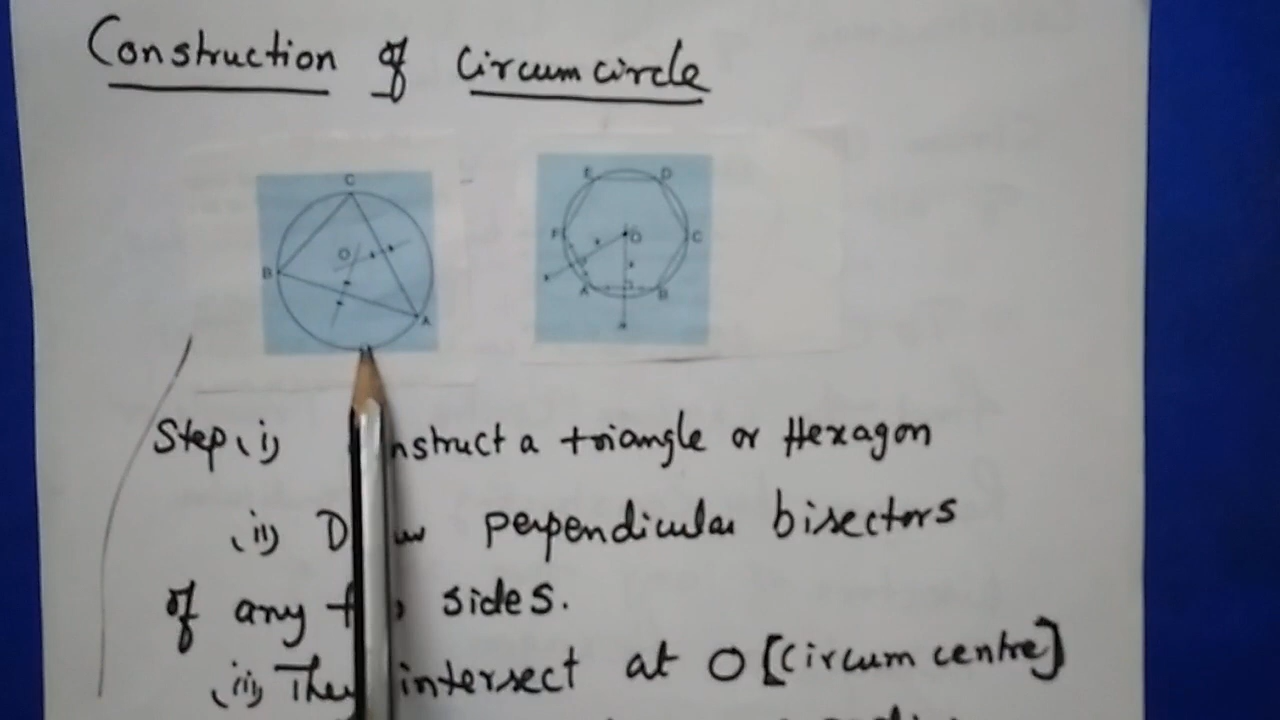 Construction of Circumcircle
C
B
O
A
E D
F O C
A B
Step (i) nstruct a triangle or Hexagon
(ii) D perpendicular bisectors
of any sides.
(iii) They intersect at O [Circum centre]